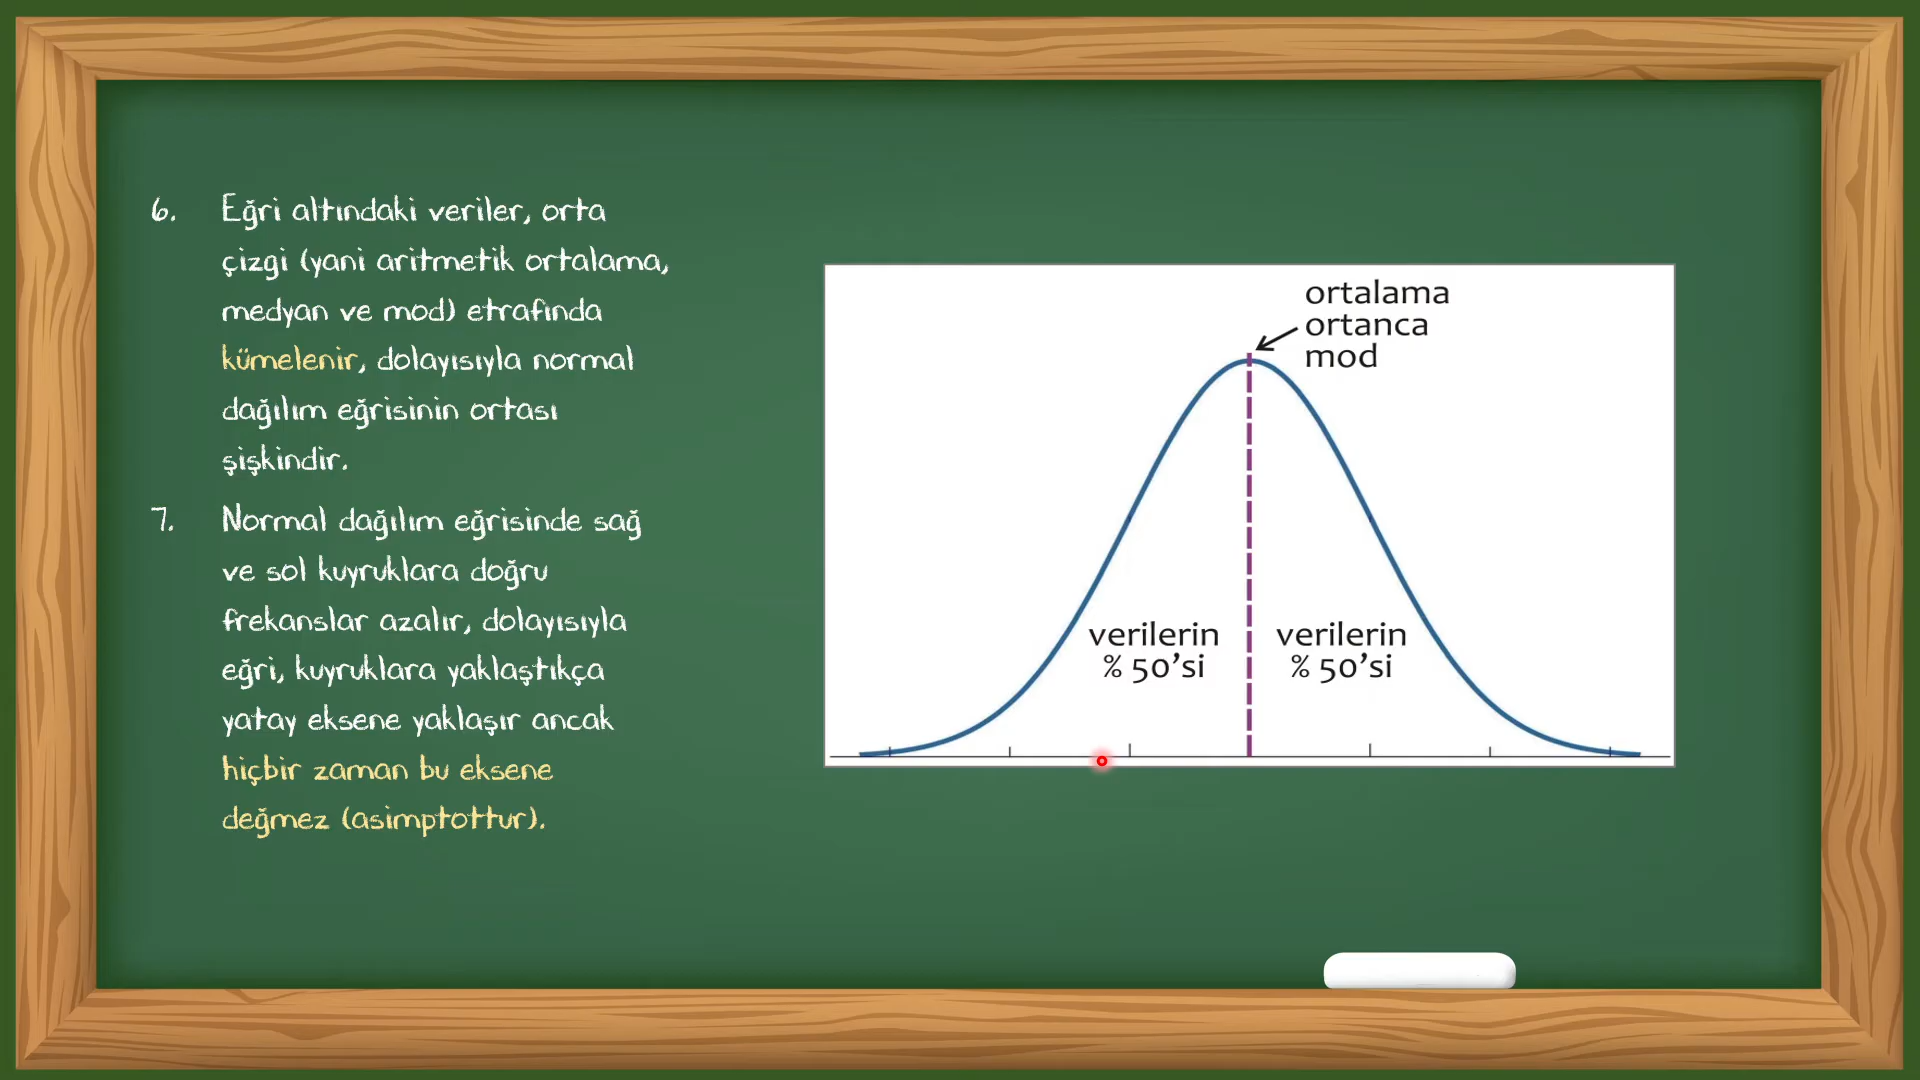 6. Eğri altındaki veriler, orta
çizgi (yani aritmetik ortalama,
medyan ve mod) etrafında
kümelenir, dolayısıyla normal
dağılım eğrisinin ortası
şişkindir.
7. Normal dağılım eğrisinde sağ
ve sol kuyruklara doğru
frekanslar azalır, dolayısıyla
eğri, kuyruklara yaklaştıkça
yatay eksene yaklaşır ancak
hiçbir zaman bu eksene
değmez (asimptottur).
ortalama
ortanca
mod
verilerin
% 50'si
verilerin
% 50'si